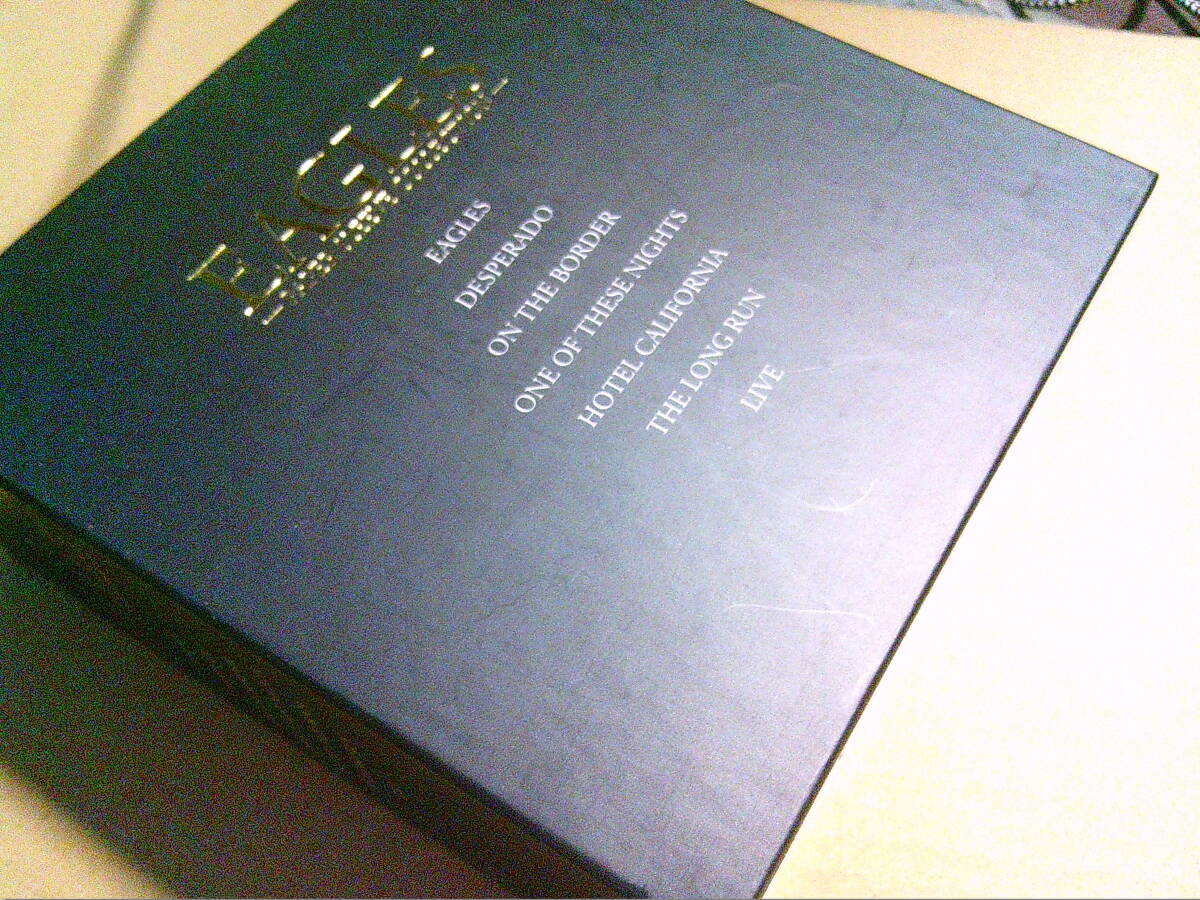 EAGLES
EAGLES
DESPERADO
ON THE BORDER
ONE OF THESE NIGHTS
HOTEL CALIFORNIA
THE LONG RUN
LIVE